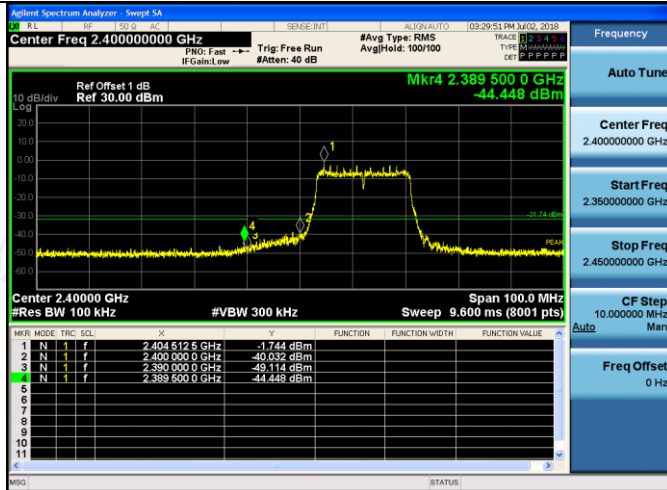 Agilent Spectrum Analyzer - Swept SA
RL RF 50 Ω AC SENSE:INT ALIGN AUTO 03:29:51 PM Jul 02, 2018
Center Freq 2.400000000 GHz
PNO: Fast
IFGain:Low
Trig: Free Run
#Atten: 40 dB
#Avg Type: RMS
Avg|Hold: 100/100
TRACE 1 2 3 4 5 6
TYPE M
DET P P P P P P
Frequency
Auto Tune
Center Freq
2.400000000 GHz
Start Freq
2.350000000 GHz
Stop Freq
2.450000000 GHz
CF Step
10.000000 MHz
Auto Man
Freq Offset
0 Hz
Mkr4 2.389 500 0 GHz
-44.448 dBm
Ref Offset 1 dB
10 dB/div Ref 30.00 dBm
Log
20.0
10.0
0.00
-10.0
-20.0
-30.0
-40.0
-50.0
-60.0
1
2
3
4
-31.74 dBm
PEAK
Center 2.40000 GHz Span 100.0 MHz
#Res BW 100 kHz #VBW 300 kHz Sweep 9.600 ms (8001 pts)
MKR MODE TRC SCL X Y FUNCTION FUNCTION WIDTH FUNCTION VALUE
1 N 1 f 2.404 512 5 GHz -1.744 dBm
2 N 1 f 2.400 000 0 GHz -40.032 dBm
3 N 1 f 2.390 000 0 GHz -49.114 dBm
4 N 1 f 2.389 500 0 GHz -44.448 dBm
5
6
7
8
9
10
11
MSG STATUS